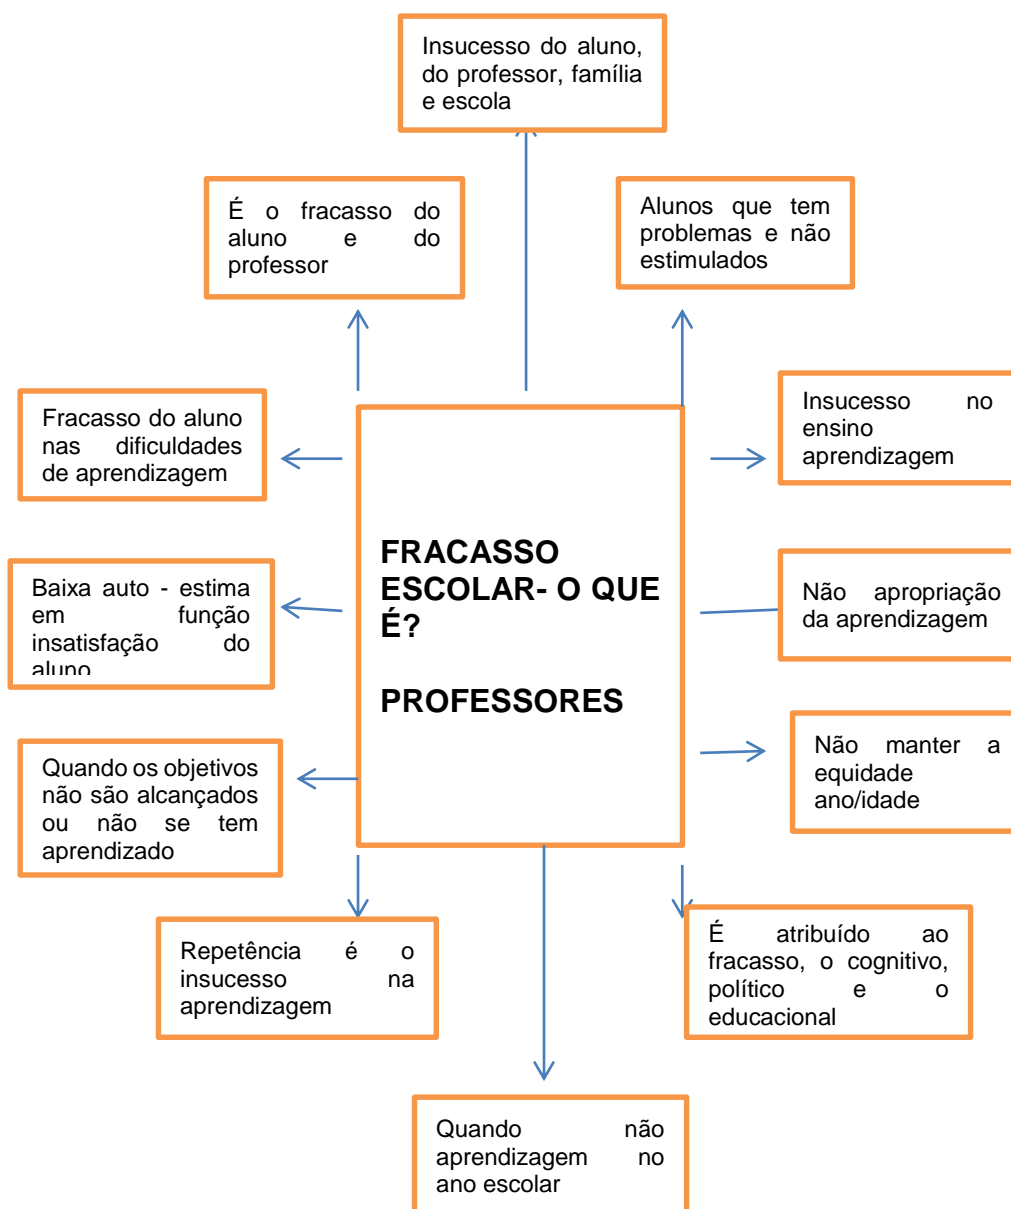 Insucesso do aluno,
do professor, família
e escola
É o fracasso do
aluno e do
professor
Alunos que tem
problemas e não
estimulados
Fracasso do aluno
nas dificuldades
de aprendizagem
Insucesso no
ensino
aprendizagem
FRACASSO
ESCOLAR- O QUE
É?
PROFESSORES
Baixa auto - estima
em função
insatisfação do
aluno
Não apropriação
da aprendizagem
Quando os objetivos
não são alcançados
ou não se tem
aprendizado
Não manter a
equidade
ano/idade
Repetência é o
insucesso na
aprendizagem
É atribuído ao
fracasso, o cognitivo,
político e o
educacional
Quando não
aprendizagem no
ano escolar